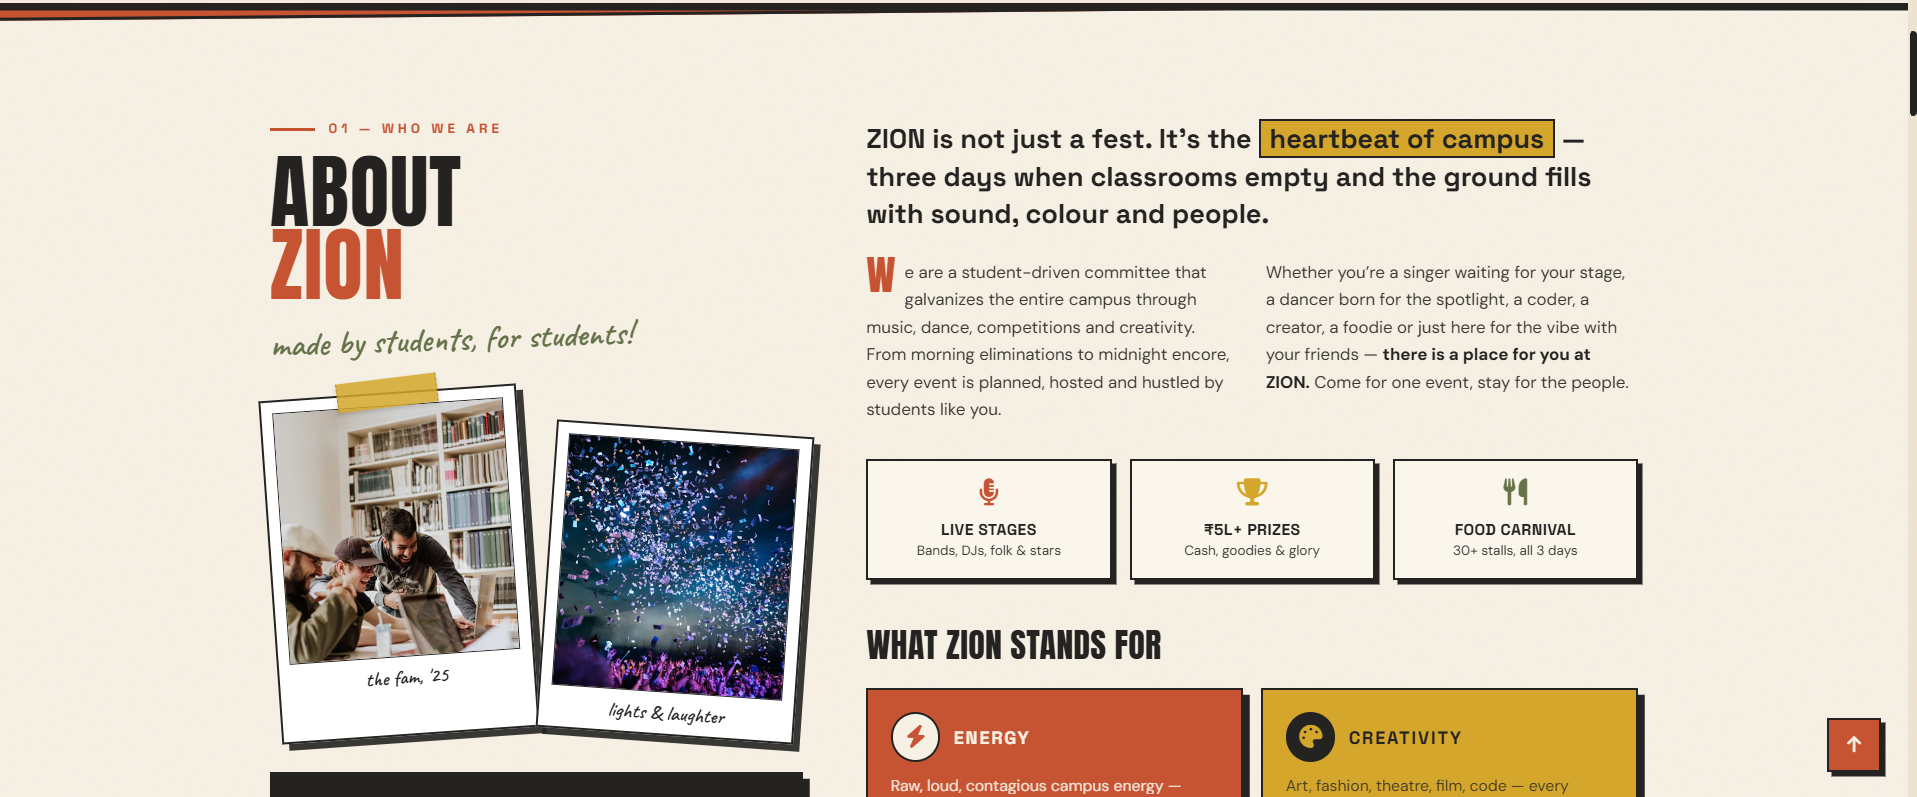 01 — WHO WE ARE
ABOUT
ZION
made by students, for students!
the fam, '25
lights & laughter
ZION is not just a fest. It's the heartbeat of campus —
three days when classrooms empty and the ground fills
with sound, colour and people.
We are a student-driven committee that
galvanizes the entire campus through
music, dance, competitions and creativity.
From morning eliminations to midnight encore,
every event is planned, hosted and hustled by
students like you.
Whether you're a singer waiting for your stage,
a dancer born for the spotlight, a coder, a
creator, a foodie or just here for the vibe with
your friends — there is a place for you at
ZION. Come for one event, stay for the people.
LIVE STAGES
Bands, DJs, folk & stars
₹5L+ PRIZES
Cash, goodies & glory
FOOD CARNIVAL
30+ stalls, all 3 days
WHAT ZION STANDS FOR
ENERGY
Raw, loud, contagious campus energy —
CREATIVITY
Art, fashion, theatre, film, code — every